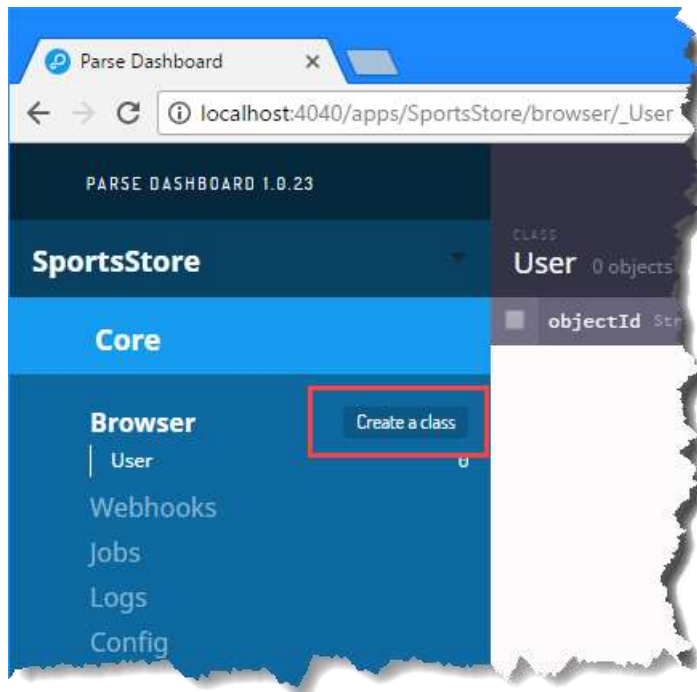 Parse Dashboard
localhost:4040/apps/SportsStore/browser/_User
PARSE DASHBOARD 1.0.23
SportsStore
CLASS
User 0 objects
objectId
Core
Browser Create a class
User 0
Webhooks
Jobs
Logs
Config